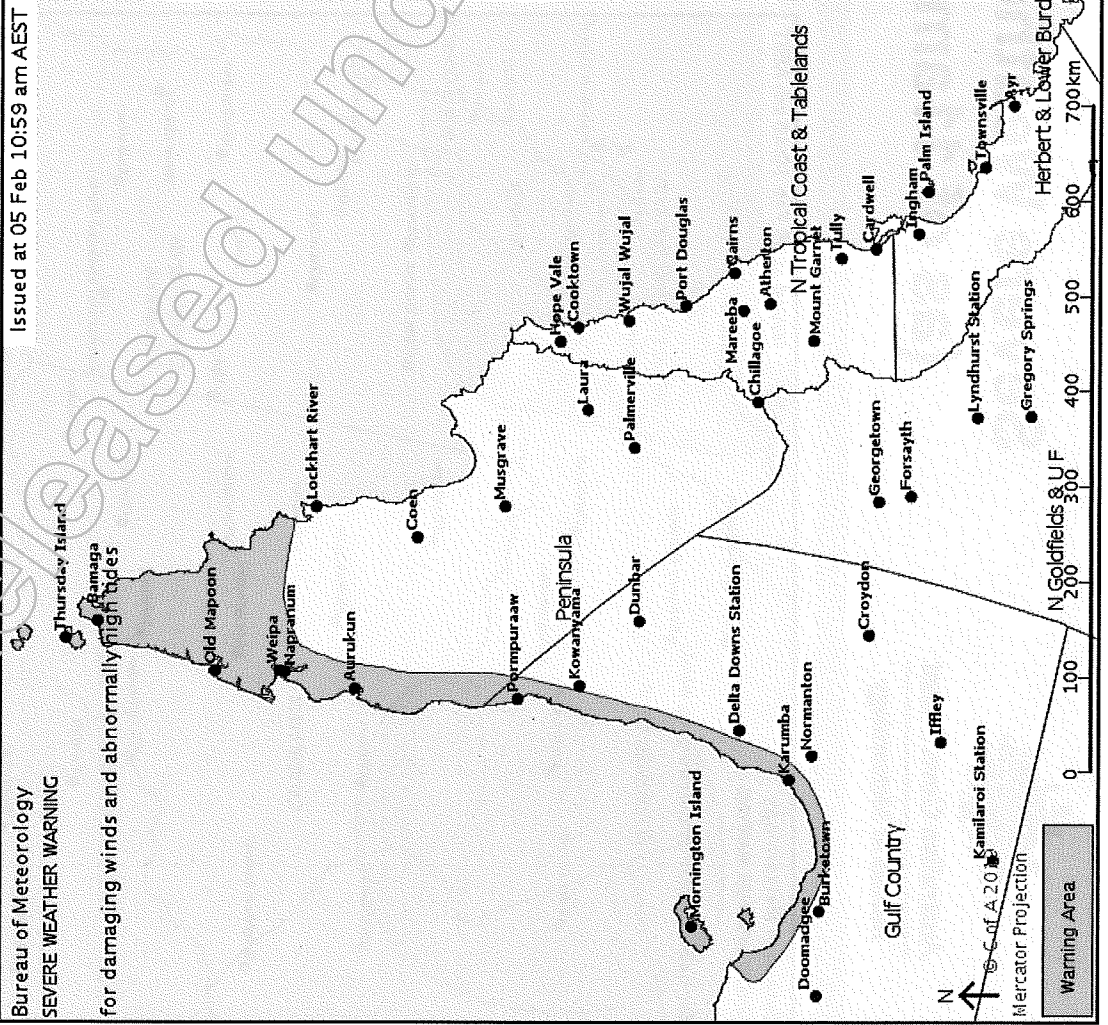 Bureau of Meteorology
SEVERE WEATHER WARNING
for damaging winds and abnormally high tides
Issued at 05 Feb 10:59 am AEST
eleased und
Thursday Island
Bamaga
Old Mapoon
Weipa
Napranum
Lockhart River
Aurukun
Coen
Musgrave
Pormpuraaw
Peninsula
Hope Vale
Cooktown
Kowanyama
Laura
Wujal Wujal
Dunbar
Palmerville
Port Douglas
Mornington Island
Delta Downs Station
Mareeba
Cairns
Chillagoe
Atherton
N Tropical Coast & Tablelands
Karumba
Normanton
Mount Garnet
Doomadgee
Burketown
Tully
Croydon
Georgetown
Cardwell
Gulf Country
Forsyth
Ingham
Palm Island
Iffley
Kamilaroi Station
Lyndhurst Station
Townsville
Gregory Springs
Ayr
N
© C of A
Mercator Projection
N Goldfields & U F
Herbert & Lower Burd
Warning Area
0 100 200 300 400 500 600 700km